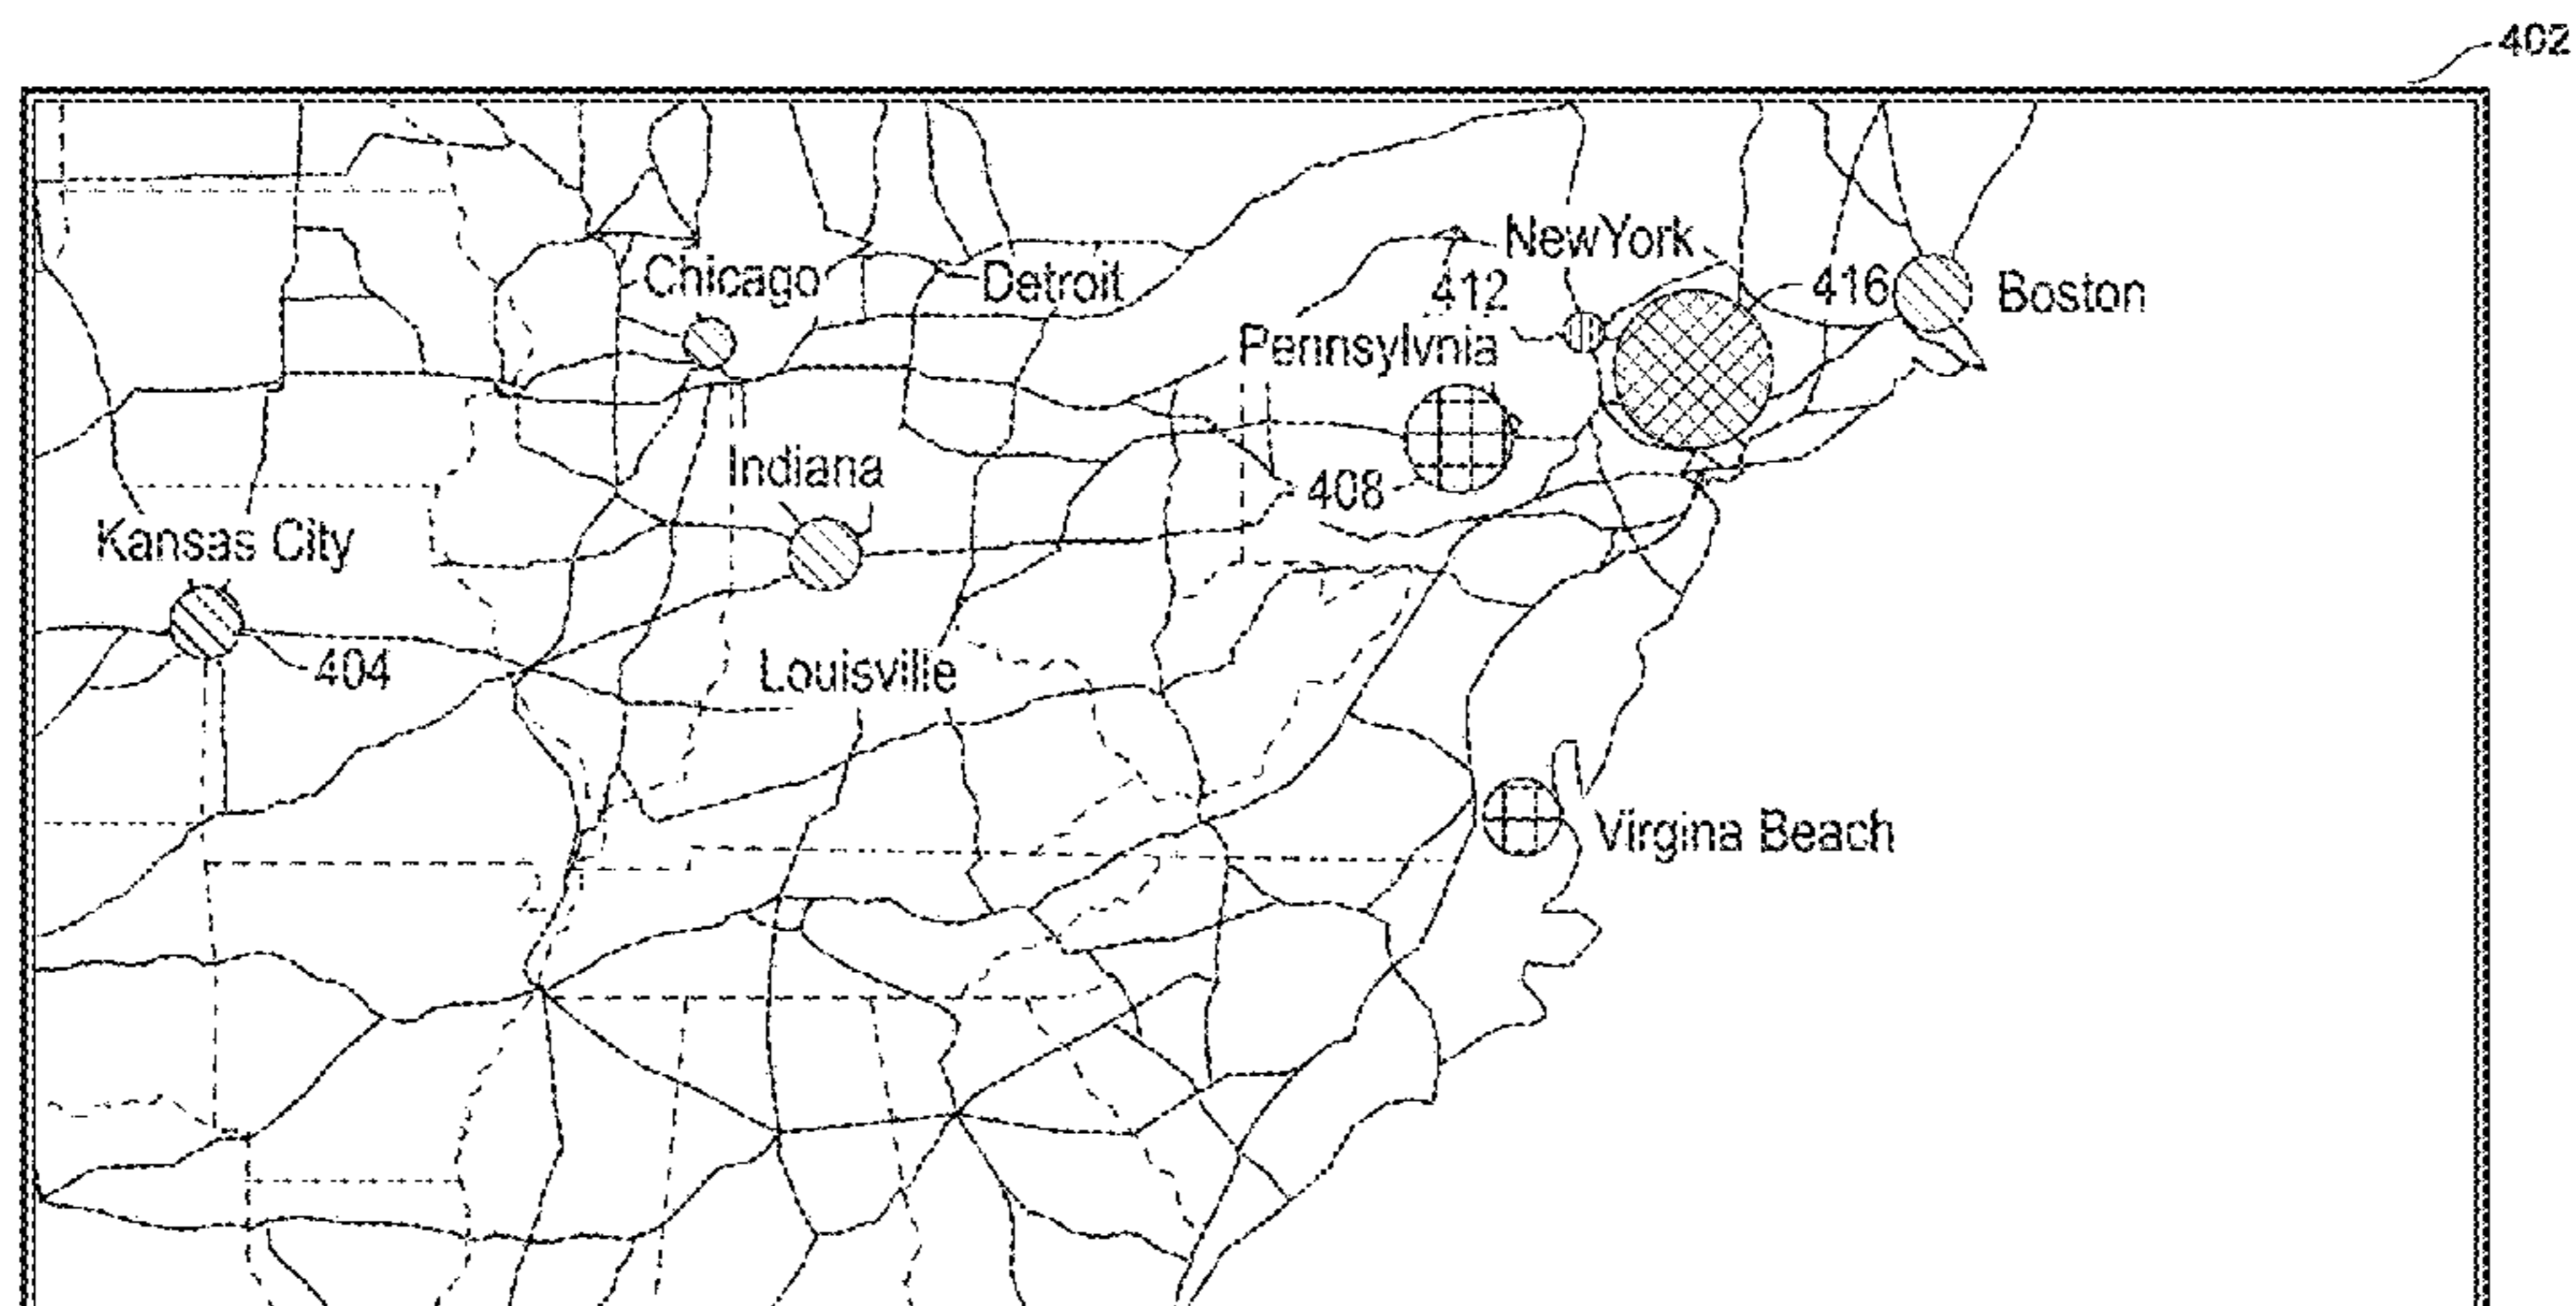 402
NewYork
Chicago
Detroit
412
416
Boston
Pennsylvnia
Indiana
408
Kansas City
404
Louisville
Virgina Beach